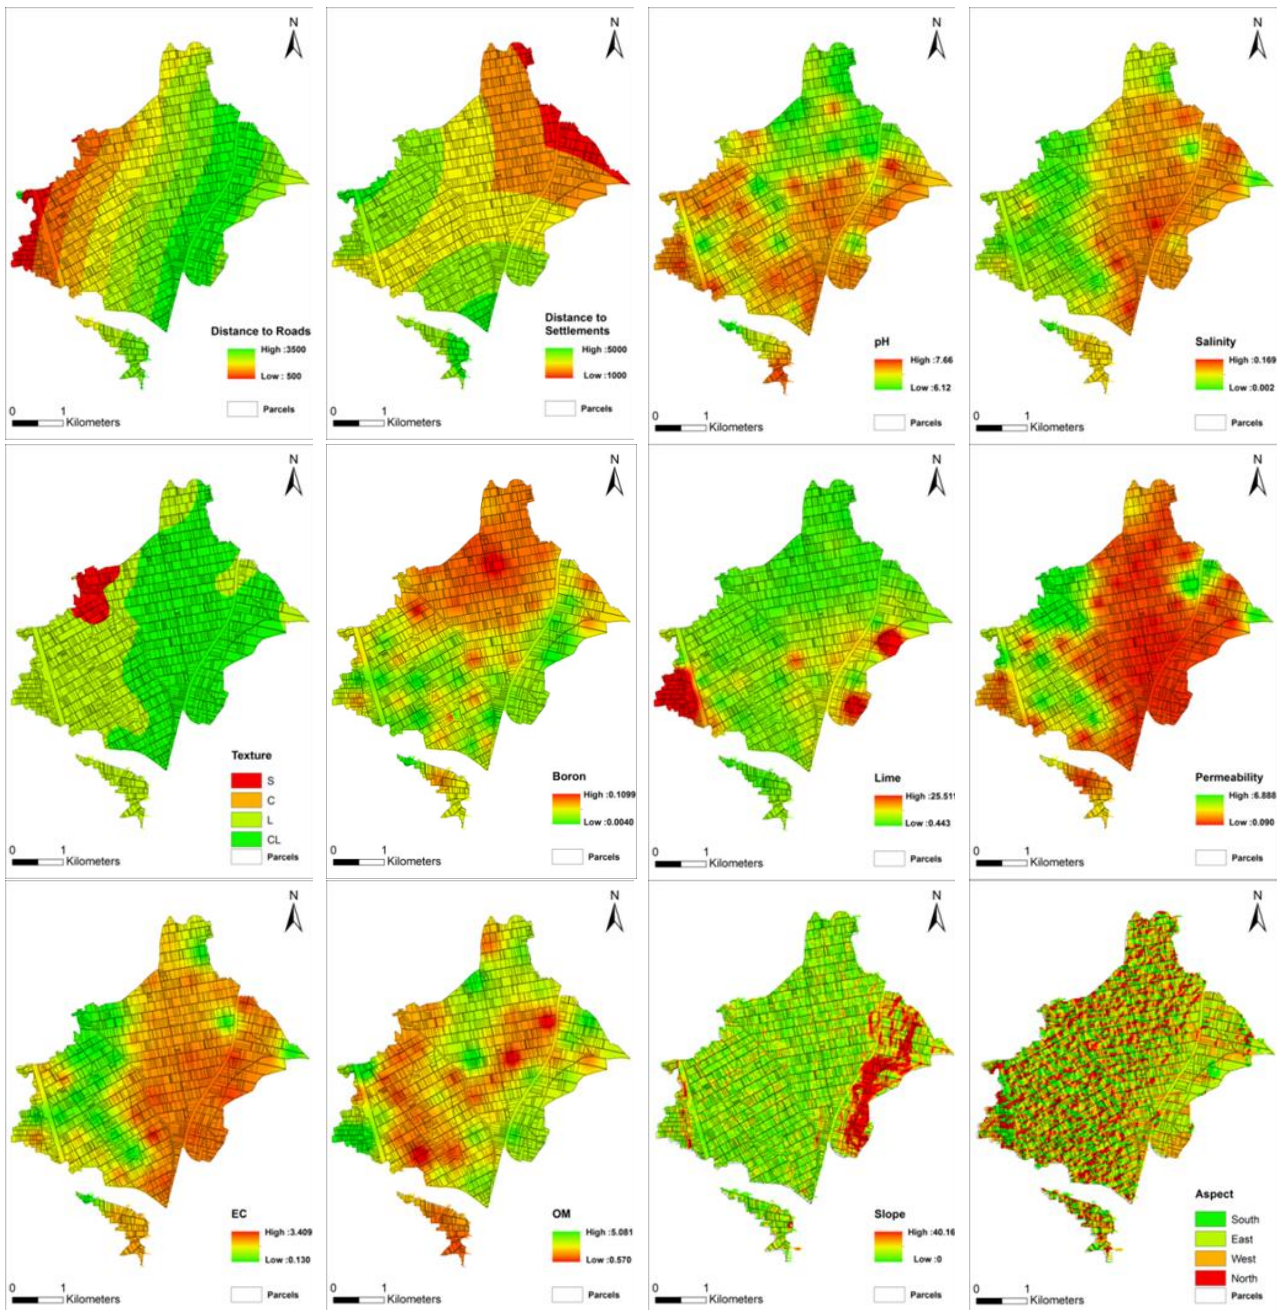 N
Distance to Roads
High :3500
Low : 500
Parcels
0 1
Kilometers
N
Distance to
Settlements
High :5000
Low :1000
Parcels
0 1
Kilometers
N
pH
High :7.66
Low :6.12
Parcels
0 1
Kilometers
N
Salinity
High :0.169
Low :0.002
Parcels
0 1
Kilometers
N
Texture
S
C
L
CL
Parcels
0 1
Kilometers
N
Boron
High :0.1099
Low :0.0040
Parcels
0 1
Kilometers
N
Lime
High :25.511
Low :0.443
Parcels
0 1
Kilometers
N
Permeability
High :6.888
Low :0.090
Parcels
0 1
Kilometers
N
EC
High :3.409
Low :0.130
Parcels
0 1
Kilometers
N
OM
High :5.081
Low :0.570
Parcels
0 1
Kilometers
N
Slope
High :40.16
Low :0
Parcels
0 1
Kilometers
N
Aspect
South
East
West
North
Parcels
0 1
Kilometers